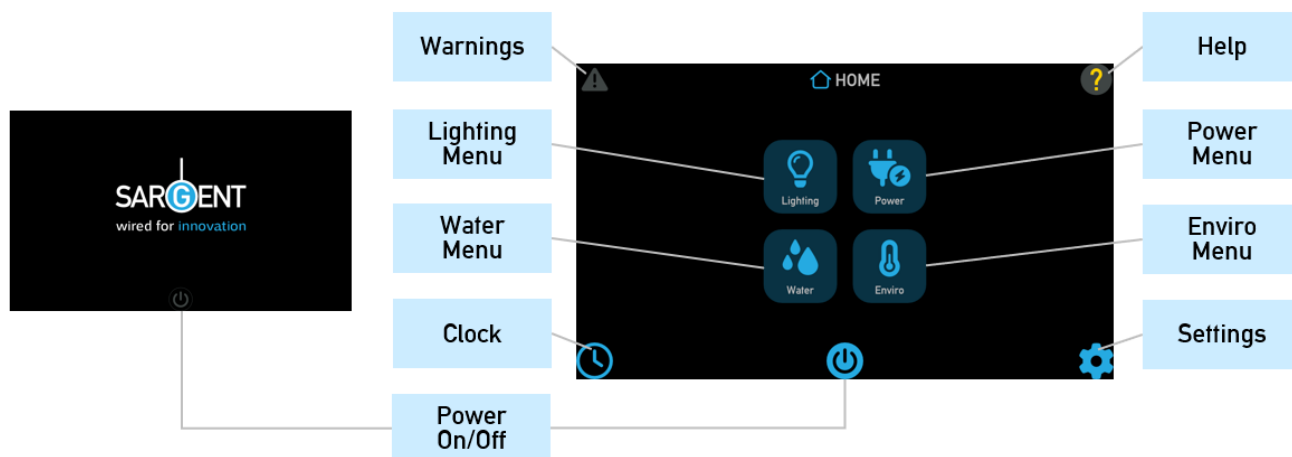 Warnings
Help
HOME
?
Lighting
Menu
Power
Menu
SARGENT
wired for innovation
Lighting
Power
Water
Menu
Enviro
Menu
Water
Enviro
Clock
Settings
Power
On/Off